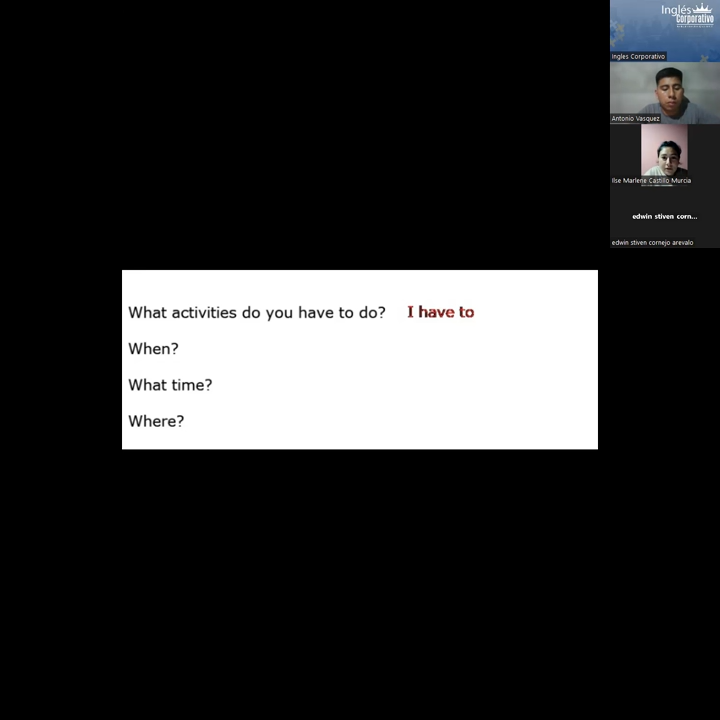 Inglés
Corporativo
Ingles Corporativo
Antonio Vasquez
Ilse Marlene Castillo Murcia
edwin stiven corn...
edwin stiven cornejo arevalo
What activities do you have to do? I have to
When?
What time?
Where?